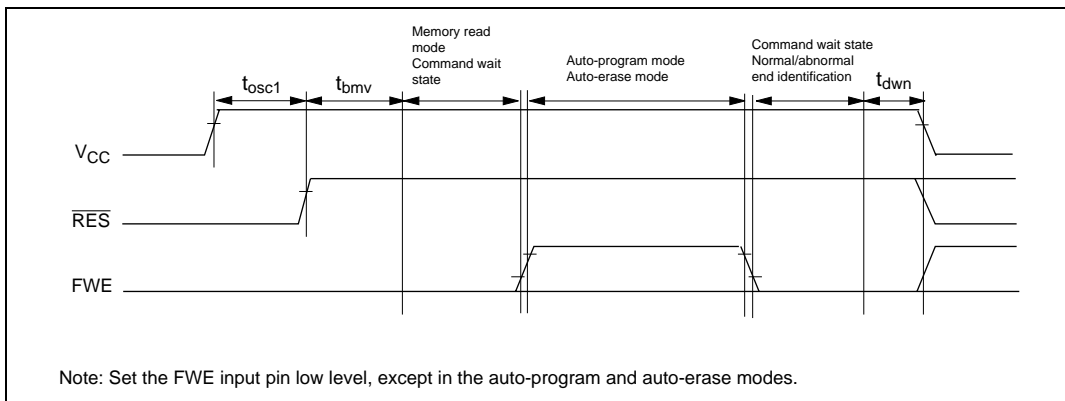 Memory read
mode
Command wait
state
Auto-program mode
Auto-erase mode
Command wait state
Normal/abnormal
end identification
tosc1
tbmv
tdwn
VCC
RES
FWE
Note: Set the FWE input pin low level, except in the auto-program and auto-erase modes.